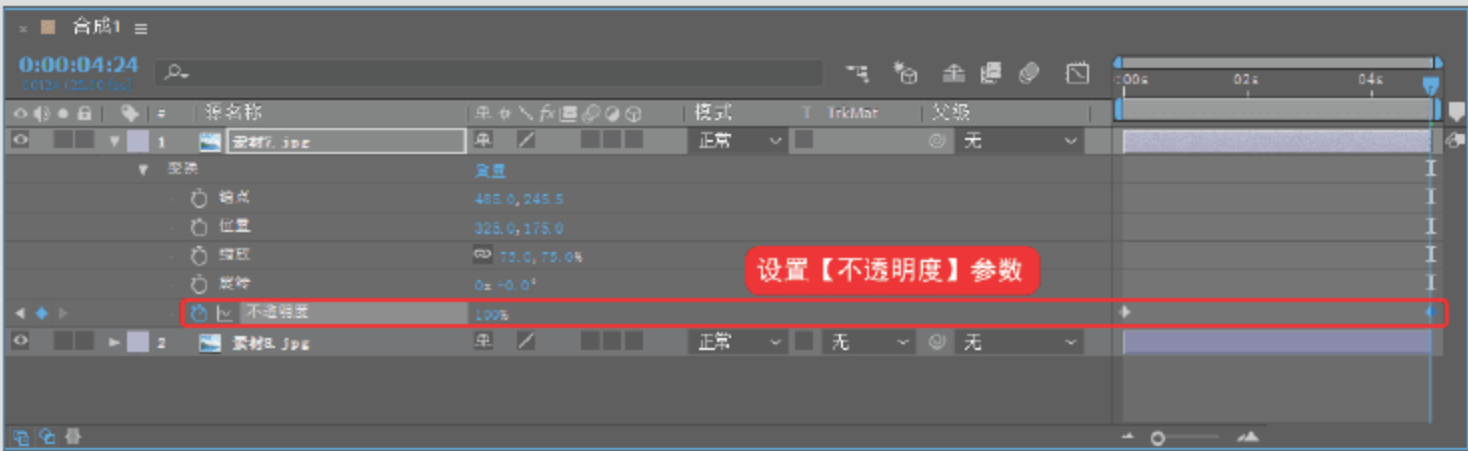 合成1
0:00:04:24
:00s 02s 04s
# 源名称 模式 T TrkMat 父级
1 素材7.jpg 正常 无
变换 重置
锚点 485.0,245.5
位置 325.0,175.0
缩放 75.0,75.0%
设置【不透明度】参数
旋转 0x+0.0°
不透明度 100%
2 素材8.jpg 正常 无 无